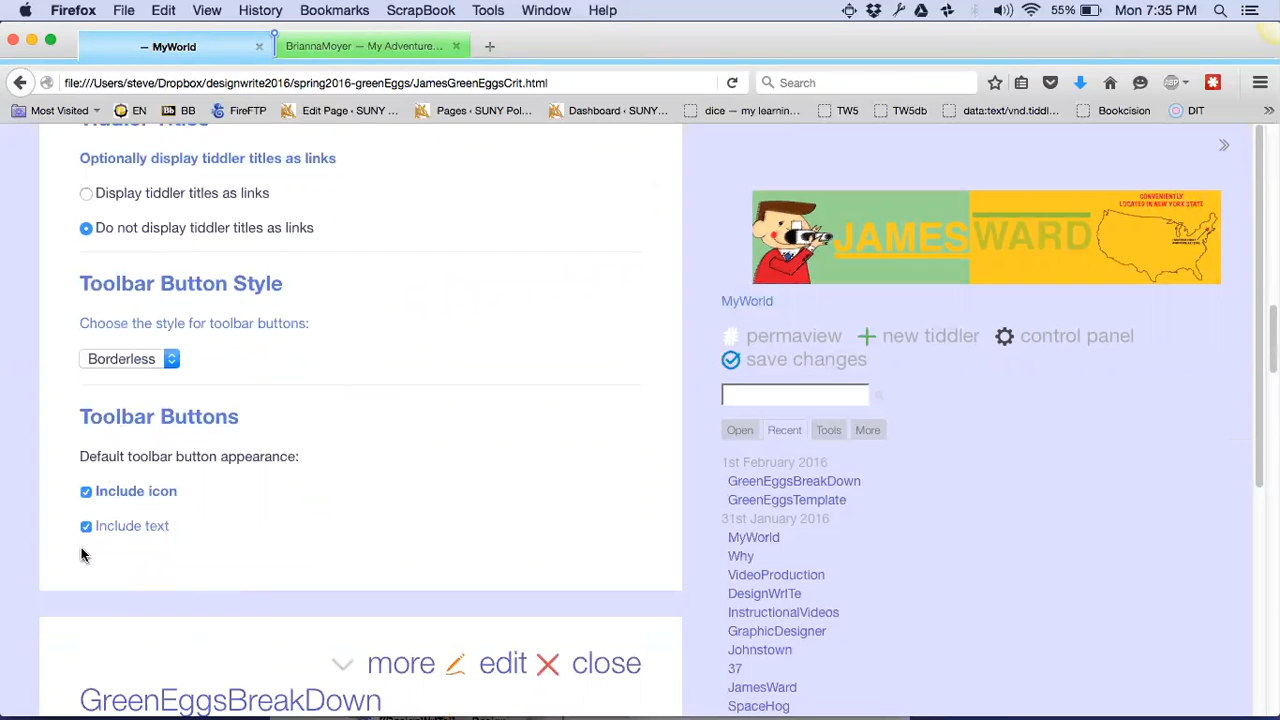 Firefox File Edit View History Bookmarks ScrapBook Tools Window Help 55% Mon 7:35 PM
— MyWorld × BriannaMoyer — My Adventure... × +
file:///Users/steve/Dropbox/designwrite2016/spring2016-greenEggs/JamesGreenEggsCrit.html Search ABP
Most Visited EN BB FireFTP Edit Page ‹ SUNY ... Pages ‹ SUNY Pol... Dashboard ‹ SUNY... dice — my learnin... TW5 TW5db data:text/vnd.tiddl... Bookcision DIT »
Tiddler Titles
Optionally display tiddler titles as links
Display tiddler titles as links
Do not display tiddler titles as links
Toolbar Button Style
Choose the style for toolbar buttons:
Borderless
Toolbar Buttons
Default toolbar button appearance:
Include icon
Include text
more edit close
GreenEggsBreakDown
CONVENIENTLY
LOCATED IN NEW YORK STATE
JAMES WARD
MyWorld
# permaview + new tiddler control panel
save changes
Open Recent Tools More
1st February 2016
GreenEggsBreakDown
GreenEggsTemplate
31st January 2016
MyWorld
Why
VideoProduction
DesignWrITe
InstructionalVideos
GraphicDesigner
Johnstown
37
JamesWard
SpaceHog